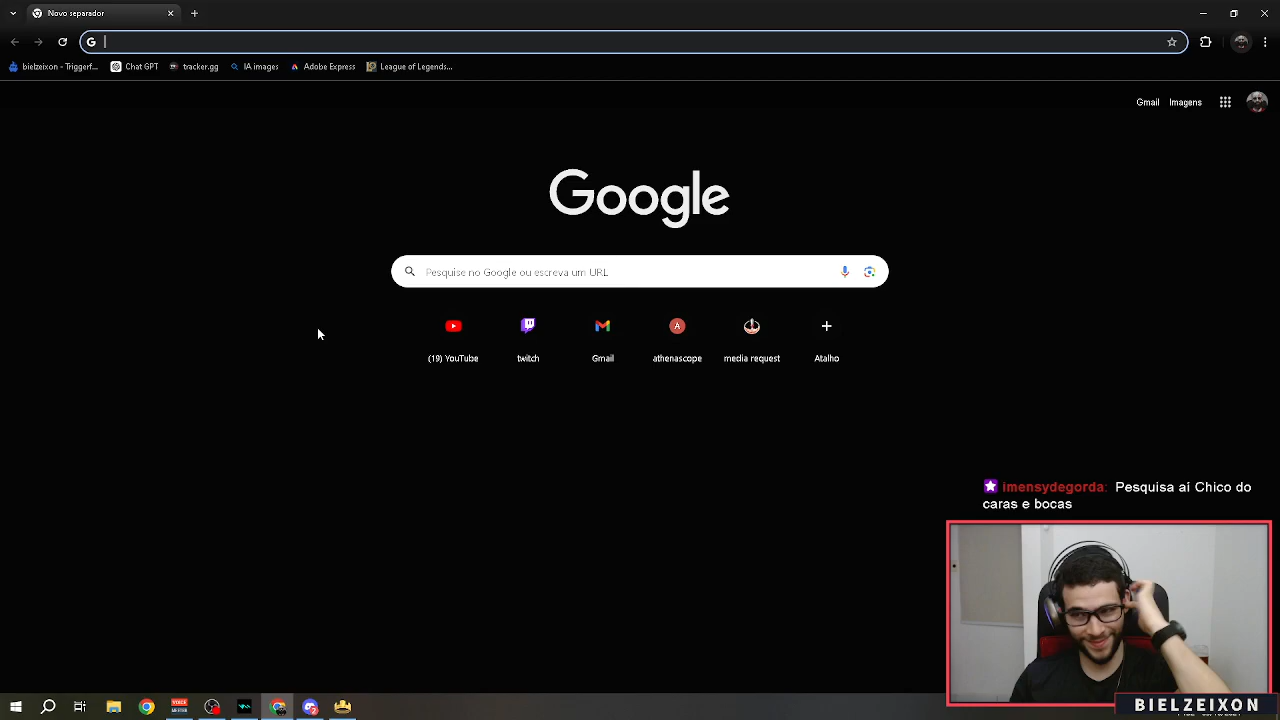 Novo separador
bielzeixon - Triggerf...
Chat GPT
tracker.gg
IA images
Adobe Express
League of Legends...
Gmail
Imagens
Google
Pesquise no Google ou escreva um URL
(19) YouTube
twitch
Gmail
A
athenascope
media request
Atalho
imensydegorda: Pesquisa aí Chico do
caras e bocas
BIELZEIXON